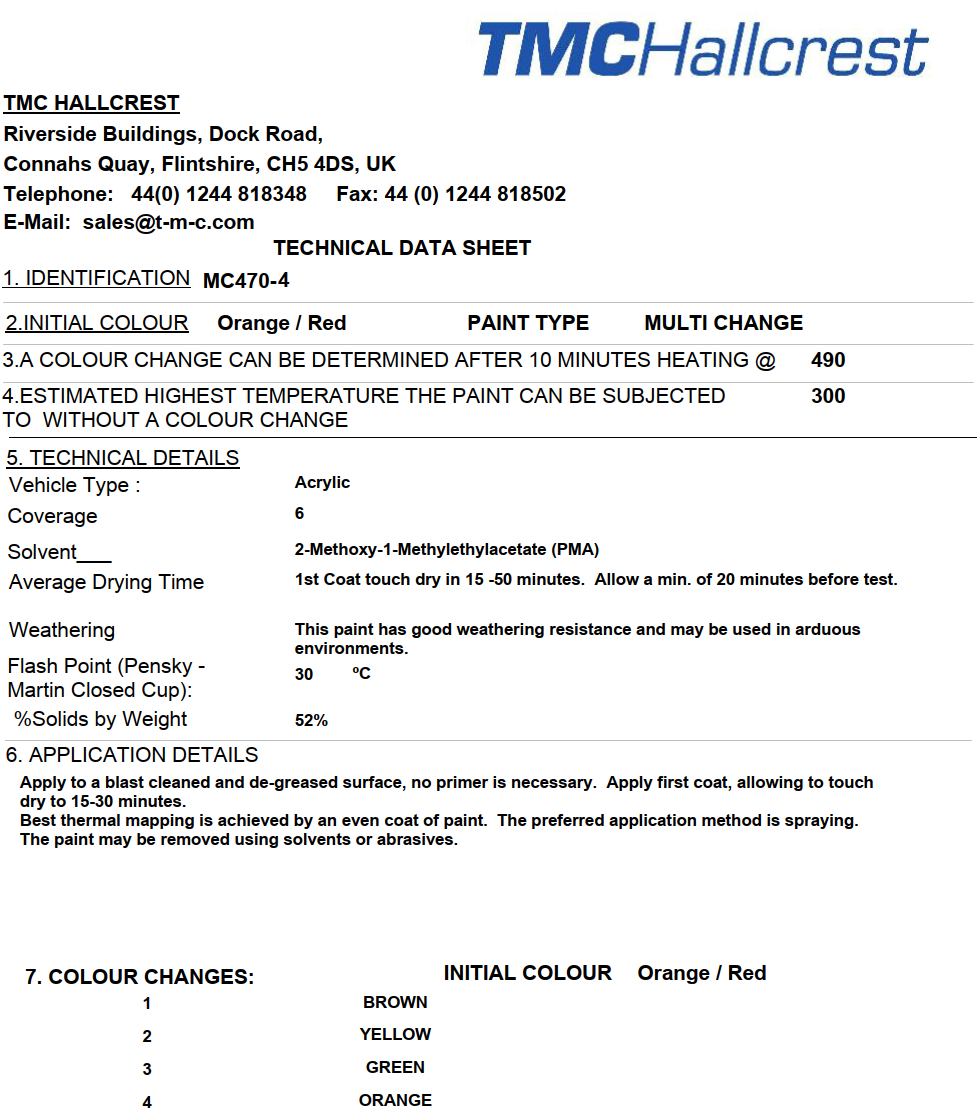 TMCHallcrest
TMC HALLCREST
Riverside Buildings, Dock Road,
Connahs Quay, Flintshire, CH5 4DS, UK
Telephone: 44(0) 1244 818348 Fax: 44 (0) 1244 818502
E-Mail: sales@t-m-c.com
TECHNICAL DATA SHEET
1. IDENTIFICATION MC470-4
2.INITIAL COLOUR Orange / Red PAINT TYPE MULTI CHANGE
3.A COLOUR CHANGE CAN BE DETERMINED AFTER 10 MINUTES HEATING @ 490
4.ESTIMATED HIGHEST TEMPERATURE THE PAINT CAN BE SUBJECTED 300
TO WITHOUT A COLOUR CHANGE
5. TECHNICAL DETAILS
Vehicle Type : Acrylic
Coverage 6
Solvent___ 2-Methoxy-1-Methylethylacetate (PMA)
Average Drying Time 1st Coat touch dry in 15 -50 minutes. Allow a min. of 20 minutes before test.
Weathering This paint has good weathering resistance and may be used in arduous
environments.
Flash Point (Pensky - 30 ºC
Martin Closed Cup):
%Solids by Weight 52%
6. APPLICATION DETAILS
Apply to a blast cleaned and de-greased surface, no primer is necessary. Apply first coat, allowing to touch
dry to 15-30 minutes.
Best thermal mapping is achieved by an even coat of paint. The preferred application method is spraying.
The paint may be removed using solvents or abrasives.
7. COLOUR CHANGES: INITIAL COLOUR Orange / Red
1 BROWN
2 YELLOW
3 GREEN
4 ORANGE